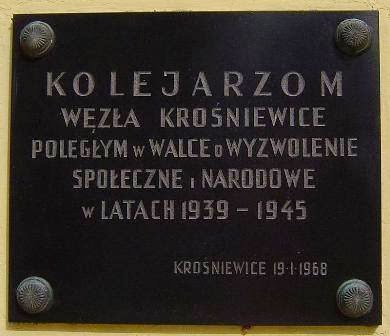 KOLEJARZOM
WĘZŁA KROŚNIEWICE
POLEGŁYM W WALCE O WYZWOLENIE
SPOŁECZNE I NARODOWE
W LATACH 1939 - 1945
KROŚNIEWICE 19·I·1968